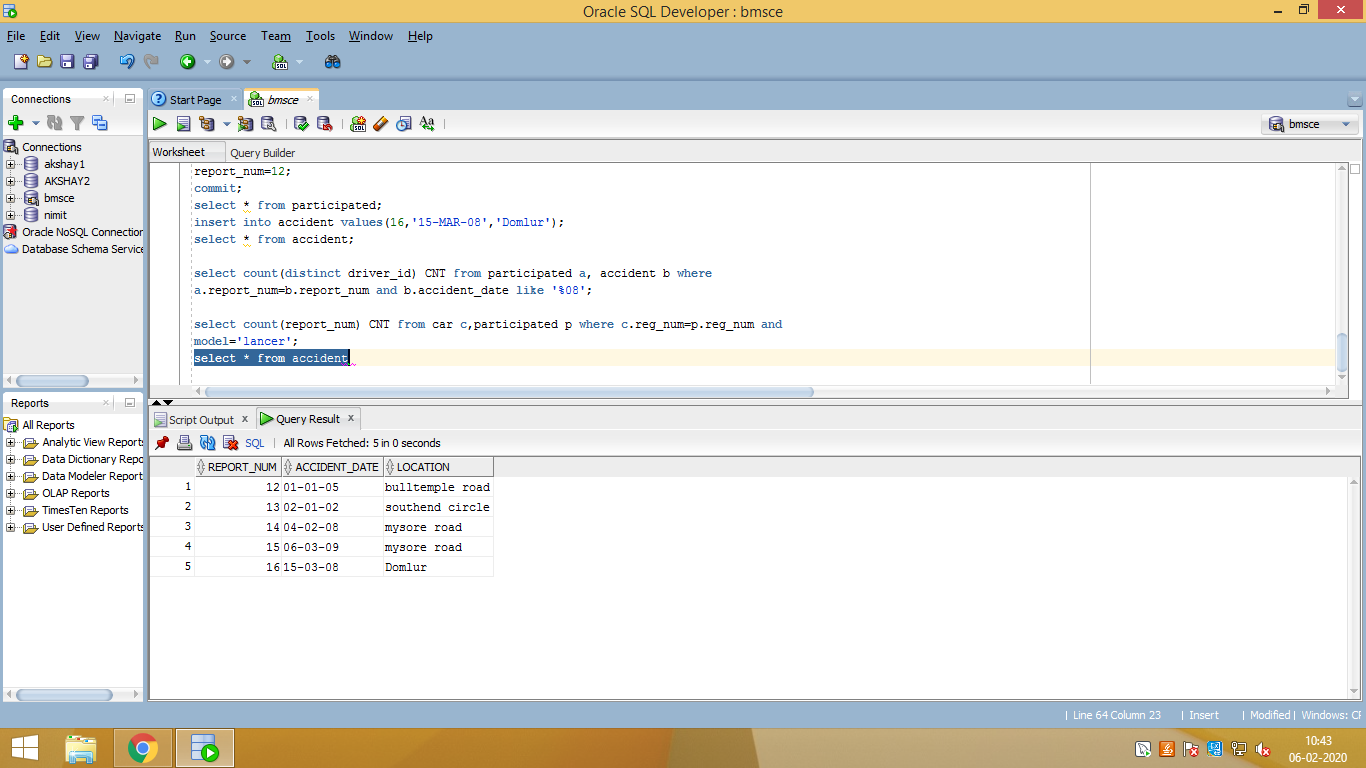 Oracle SQL Developer : bmsce
File Edit View Navigate Run Source Team Tools Window Help
Connections
Connections
akshay1
AKSHAY2
bmsce
nimit
Oracle NoSQL Connection
Database Schema Service
Reports
All Reports
Analytic View Reports
Data Dictionary Repo
Data Modeler Report
OLAP Reports
TimesTen Reports
User Defined Reports
Start Page
bmsce
bmsce
Worksheet Query Builder
report_num=12;
commit;
select * from participated;
insert into accident values(16,'15-MAR-08','Domlur');
select * from accident;
select count(distinct driver_id) CNT from participated a, accident b where
a.report_num=b.report_num and b.accident_date like '%08';
select count(report_num) CNT from car c,participated p where c.reg_num=p.reg_num and
model='lancer';
select * from accident
Script Output x Query Result x
SQL | All Rows Fetched: 5 in 0 seconds
REPORT_NUM ACCIDENT_DATE LOCATION
1 12 01-01-05 bulltemple road
2 13 02-01-02 southend circle
3 14 04-02-08 mysore road
4 15 06-03-09 mysore road
5 16 15-03-08 Domlur
| Line 64 Column 23 | Insert | Modified | Windows: CF
10:43
06-02-2020